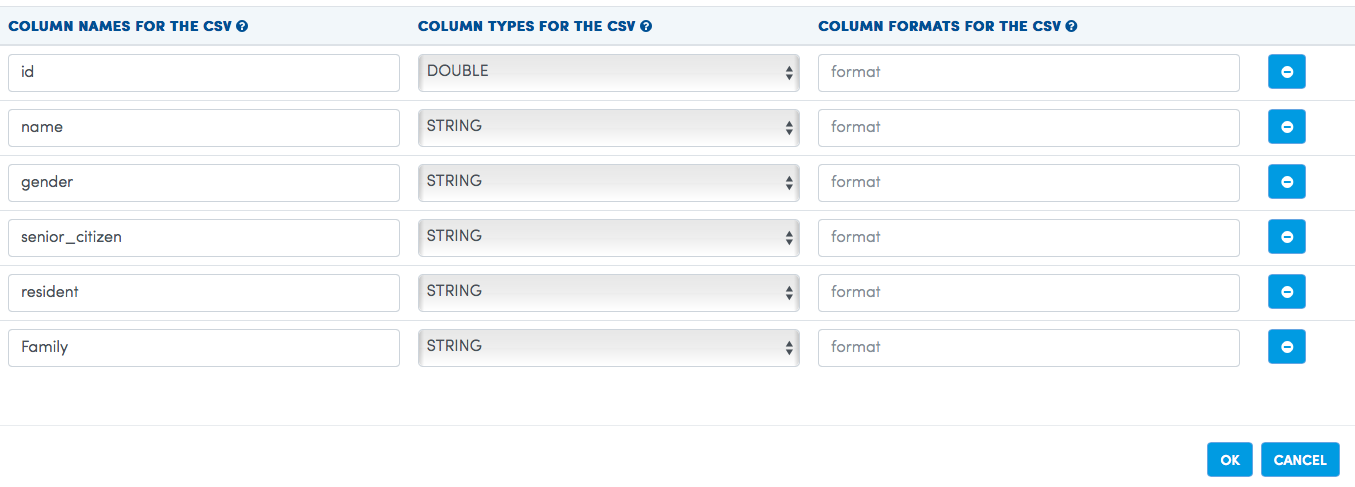 COLUMN NAMES FOR THE CSV ? COLUMN TYPES FOR THE CSV ? COLUMN FORMATS FOR THE CSV ?
id DOUBLE format
name STRING format
gender STRING format
senior_citizen STRING format
resident STRING format
Family STRING format
OK CANCEL